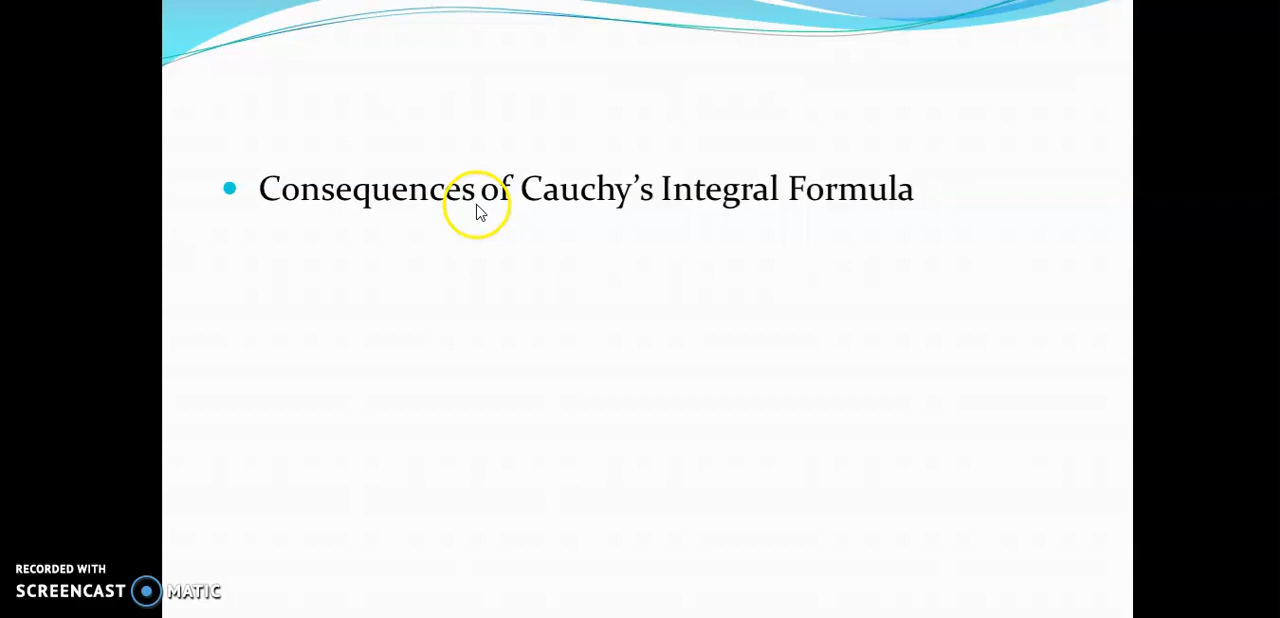 Consequences of Cauchy’s Integral Formula
RECORDED WITH
SCREENCAST MATIC